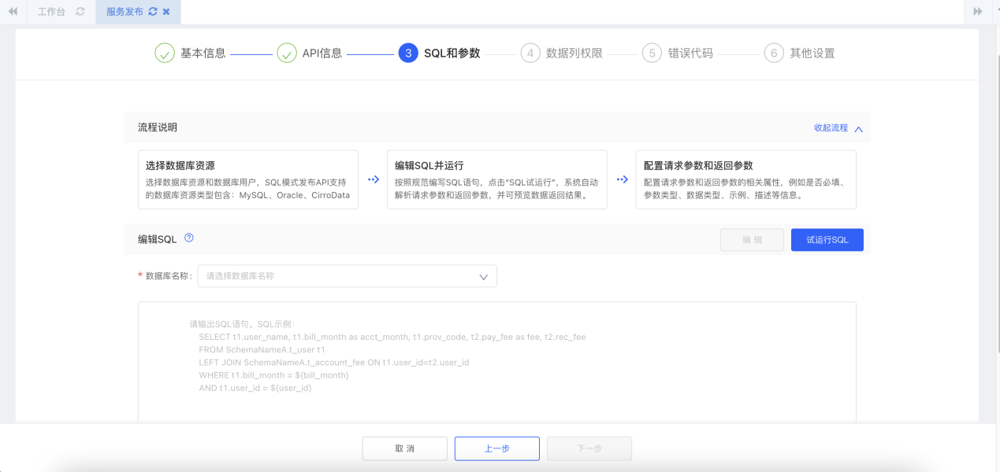 工作台
服务发布
基本信息
API信息
3 SQL和参数
4 数据列权限
5 错误代码
6 其他设置
流程说明
收起流程
选择数据库资源
选择数据库资源和数据库用户，SQL模式发布API支持
的数据库资源类型包含：MySQL、Oracle、CirroData
编辑SQL并运行
按照规范编写SQL语句，点击“SQL试运行”，系统自动
解析请求参数和返回参数，并可预览数据返回结果。
配置请求参数和返回参数
配置请求参数和返回参数的相关属性，例如是否必填、
参数类型、数据类型、示例、描述等信息。
编辑SQL ?
编 辑
试运行SQL
* 数据库名称：
请选择数据库名称
请输出SQL语句。SQL示例：
SELECT t1.user_name, t1.bill_month as acct_month, t1.prov_code, t2.pay_fee as fee, t2.rec_fee
FROM SchemaNameA.t_user t1
LEFT JOIN SchemaNameA.t_account_fee ON t1.user_id=t2.user_id
WHERE t1.bill_month = ${bill_month}
AND t1.user_id = ${user_id}
取 消
上一步
下一步